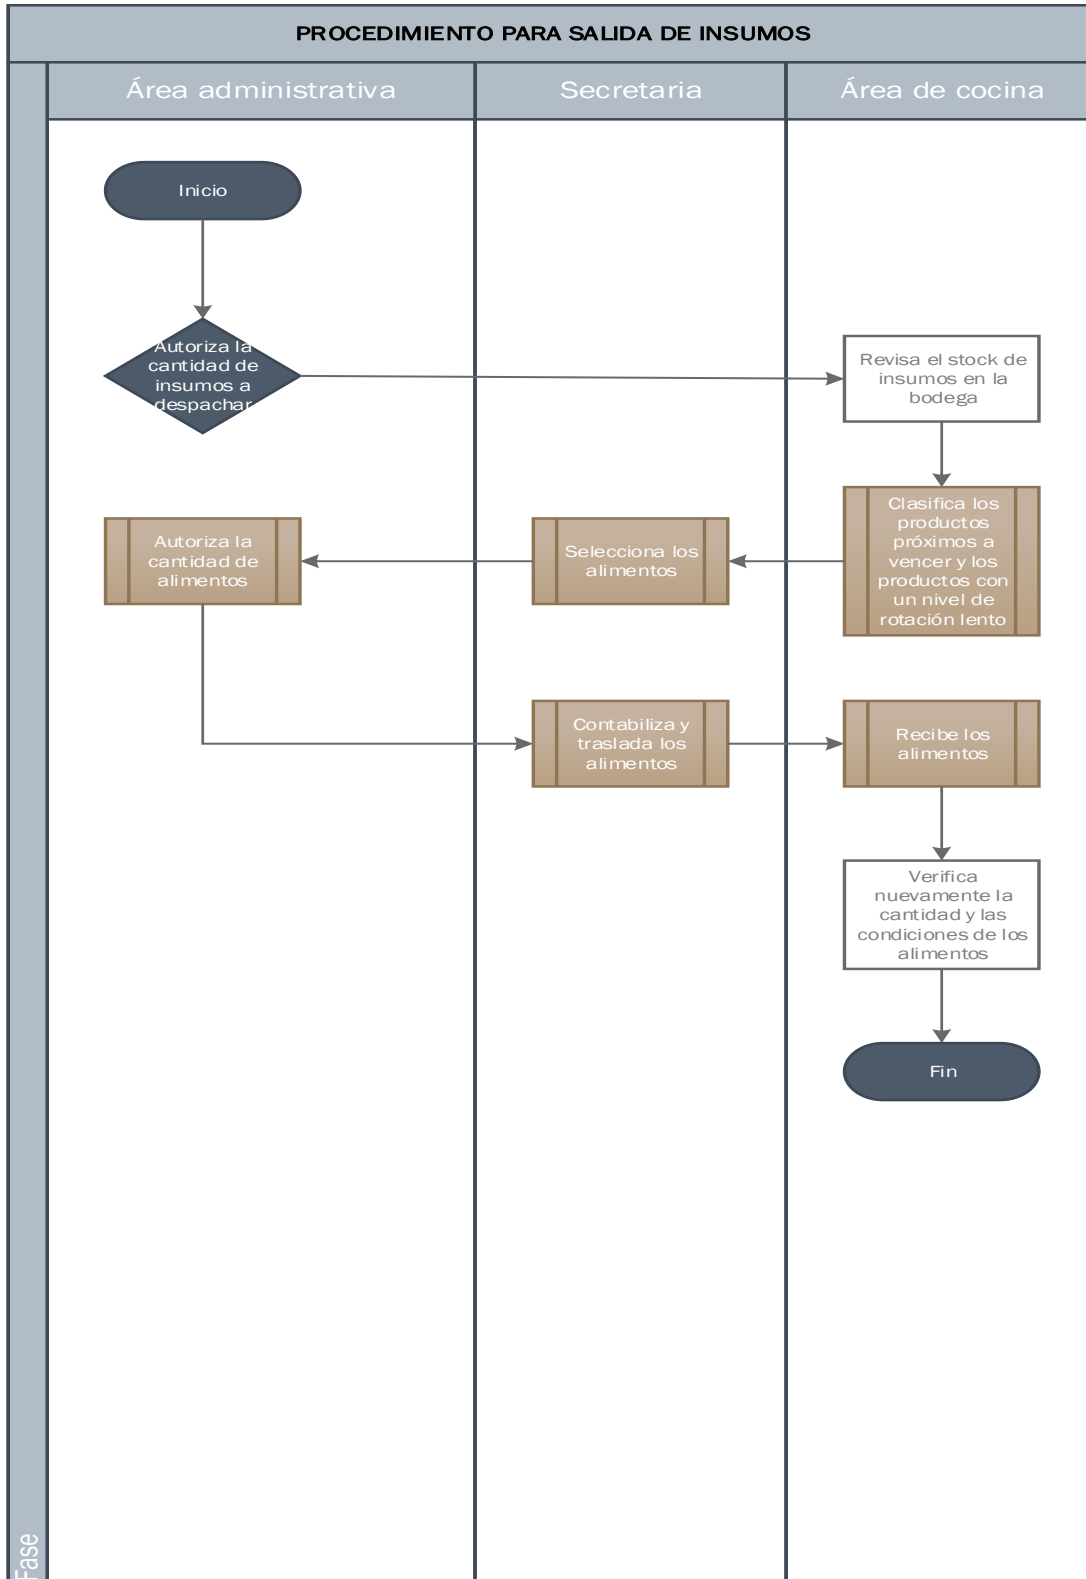 PROCEDIMIENTO PARA SALIDA DE INSUMOS
Área administrativa
Secretaria
Área de cocina
Inicio
Autoriza la
cantidad de
insumos a
despachar
Revisa el stock de
insumos en la
bodega
Clasifica los
productos
próximos a
vencer y los
productos con
un nivel de
rotación lento
Selecciona los
alimentos
Autoriza la
cantidad de
alimentos
Contabiliza y
traslada los
alimentos
Recibe los
alimentos
Verifica
nuevamente la
cantidad y las
condiciones de los
alimentos
Fin
Fase